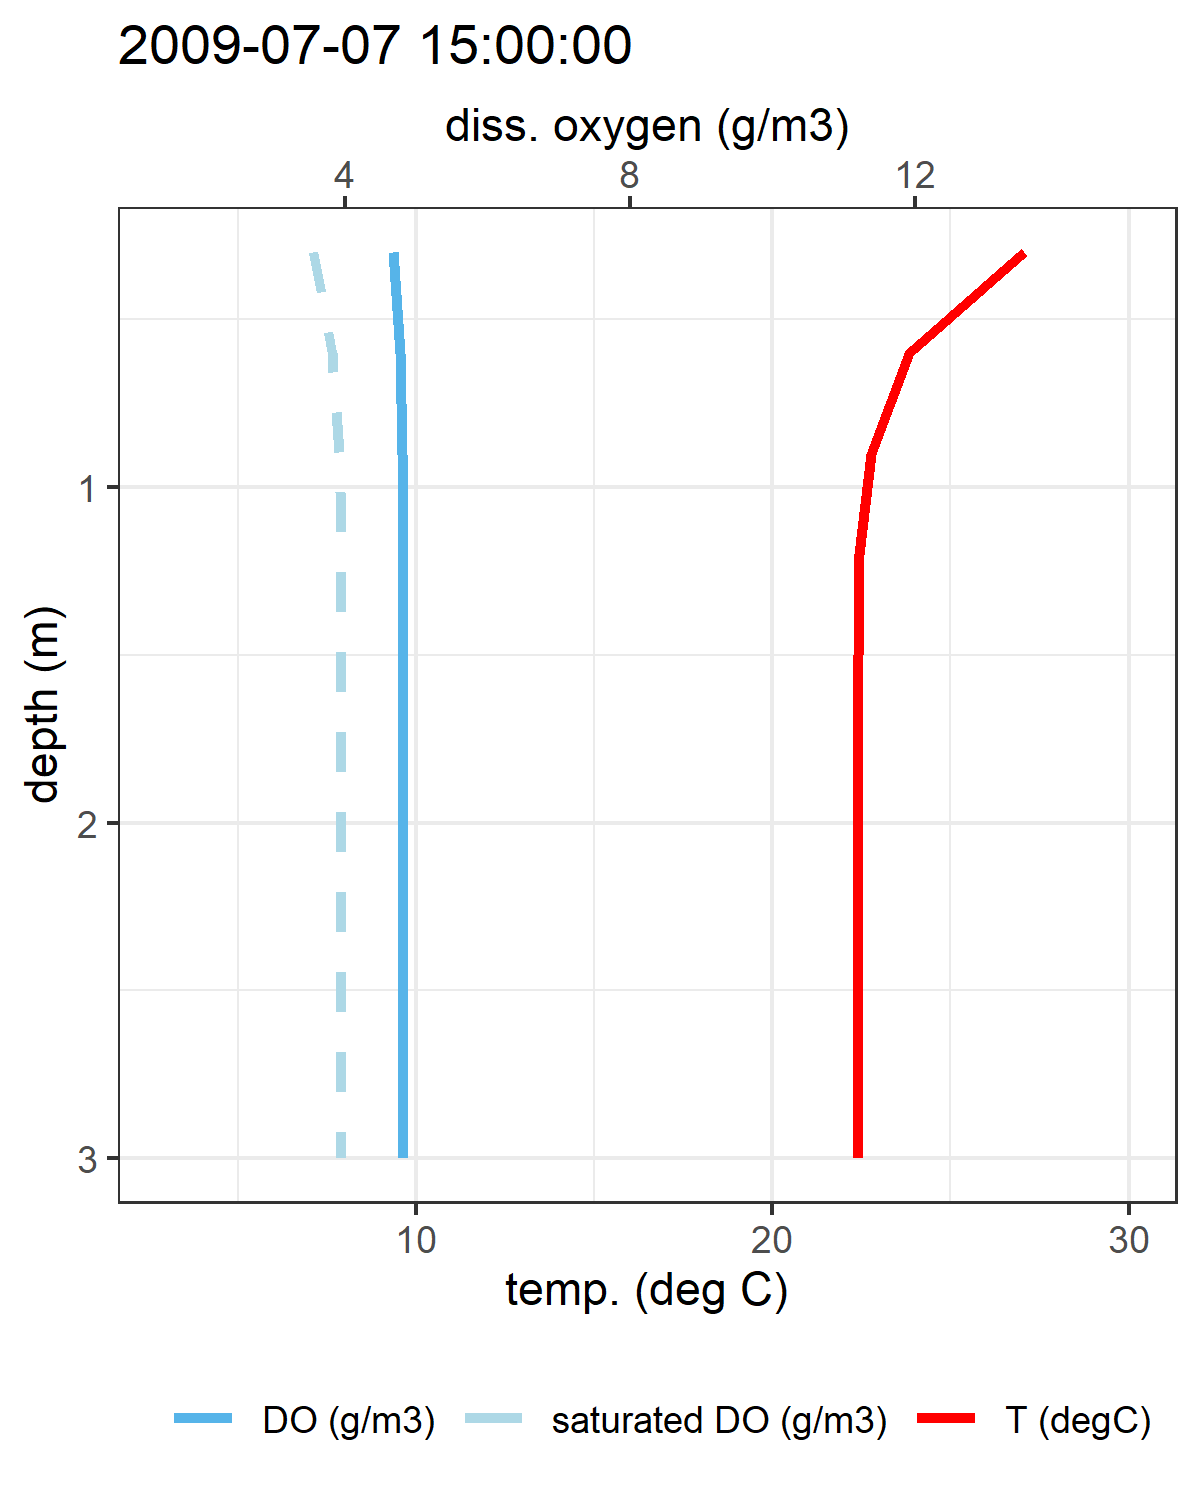 2009-07-07 15:00:00
diss. oxygen (g/m3)
4 8 12
depth (m)
1
2
3
10 20 30
temp. (deg C)
DO (g/m3) saturated DO (g/m3) T (degC)